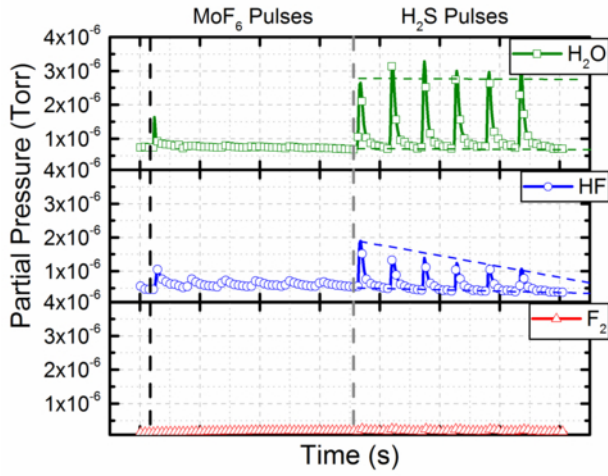 MoF₆ Pulses H₂S Pulses
4x10⁻⁶
3x10⁻⁶
2x10⁻⁶
1x10⁻⁶
H₂O
4x10⁻⁶
3x10⁻⁶
2x10⁻⁶
1x10⁻⁶
HF
4x10⁻⁶
3x10⁻⁶
2x10⁻⁶
1x10⁻⁶
F₂
Partial Pressure (Torr)
Time (s)